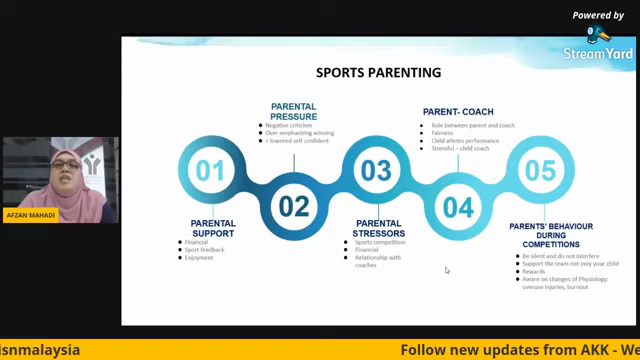 Powered by
StreamYard
SPORTS PARENTING
PARENTAL
PRESSURE
Negative criticism
Over emphasising winning
< lowered self confident
PARENT- COACH
Role between parent and coach
Fairness
Child atletes performance
Stressful – child coach
01
02
03
04
05
PARENTAL
SUPPORT
Financial
Sport feedback
Enjoyment
PARENTAL
STRESSORS
Sports competition
Financial
Relationship with
coaches
PARENTS' BEHAVIOUR
DURING
COMPETITIONS
Be silent and do not interfere
Support the team not only your child
Rewards
Aware on changes of Physiology:
overuse injuries, burnout
AFZAN MAHADI
isnmalaysia
Follow new updates from AKK - We